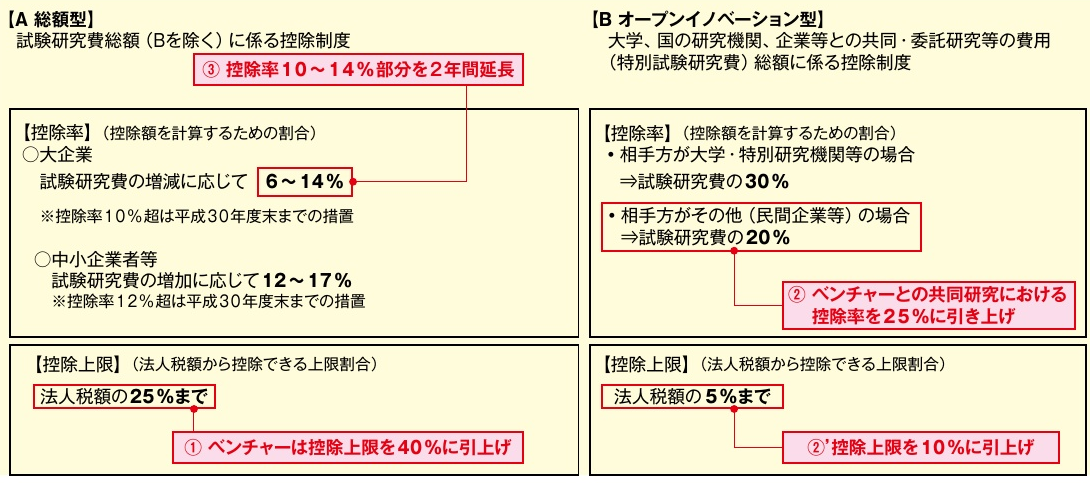 【A 総額型】
試験研究費総額（Bを除く）に係る控除制度
③ 控除率10～14%部分を2年間延長
【控除率】（控除額を計算するための割合）
○大企業
試験研究費の増減に応じて 6～14%
※控除率10%超は平成30年度末までの措置
○中小企業者等
試験研究費の増加に応じて12～17%
※控除率12%超は平成30年度末までの措置
【控除上限】（法人税額から控除できる上限割合）
法人税額の25%まで
① ベンチャーは控除上限を40%に引上げ
【B オープンイノベーション型】
大学、国の研究機関、企業等との共同・委託研究等の費用
（特別試験研究費）総額に係る控除制度
【控除率】（控除額を計算するための割合）
・相手方が大学・特別研究機関等の場合
⇒試験研究費の30%
・相手方がその他（民間企業等）の場合
⇒試験研究費の20%
② ベンチャーとの共同研究における
控除率を25%に引き上げ
【控除上限】（法人税額から控除できる上限割合）
法人税額の 5%まで
②’控除上限を10%に引上げ